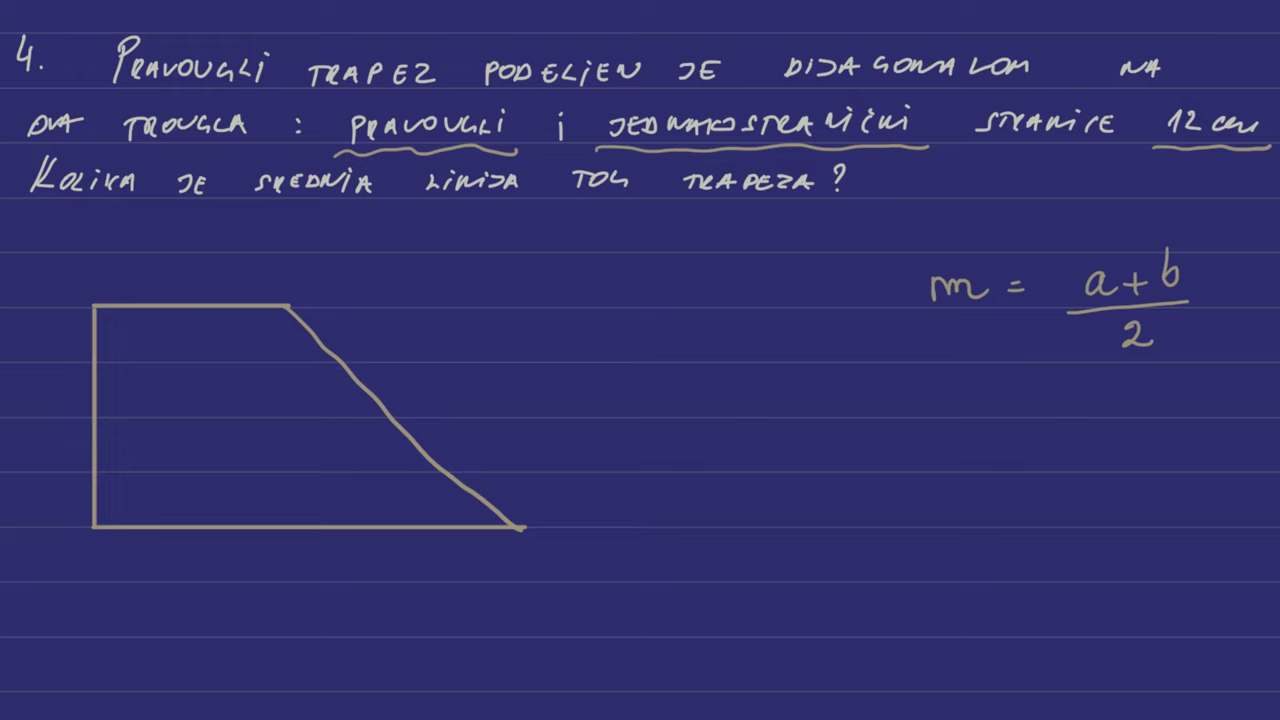 4. PRAVOUGLI TRAPEZ PODELJEN JE DIJAGONALOM NA
DVA TROUGLA : PRAVOUGLI i JEDNAKOSTRANIČNI STRANICE 12 cm
KOLIKA JE SREDNJA LINIJA TOG TRAPEZA?
m = a+b
2